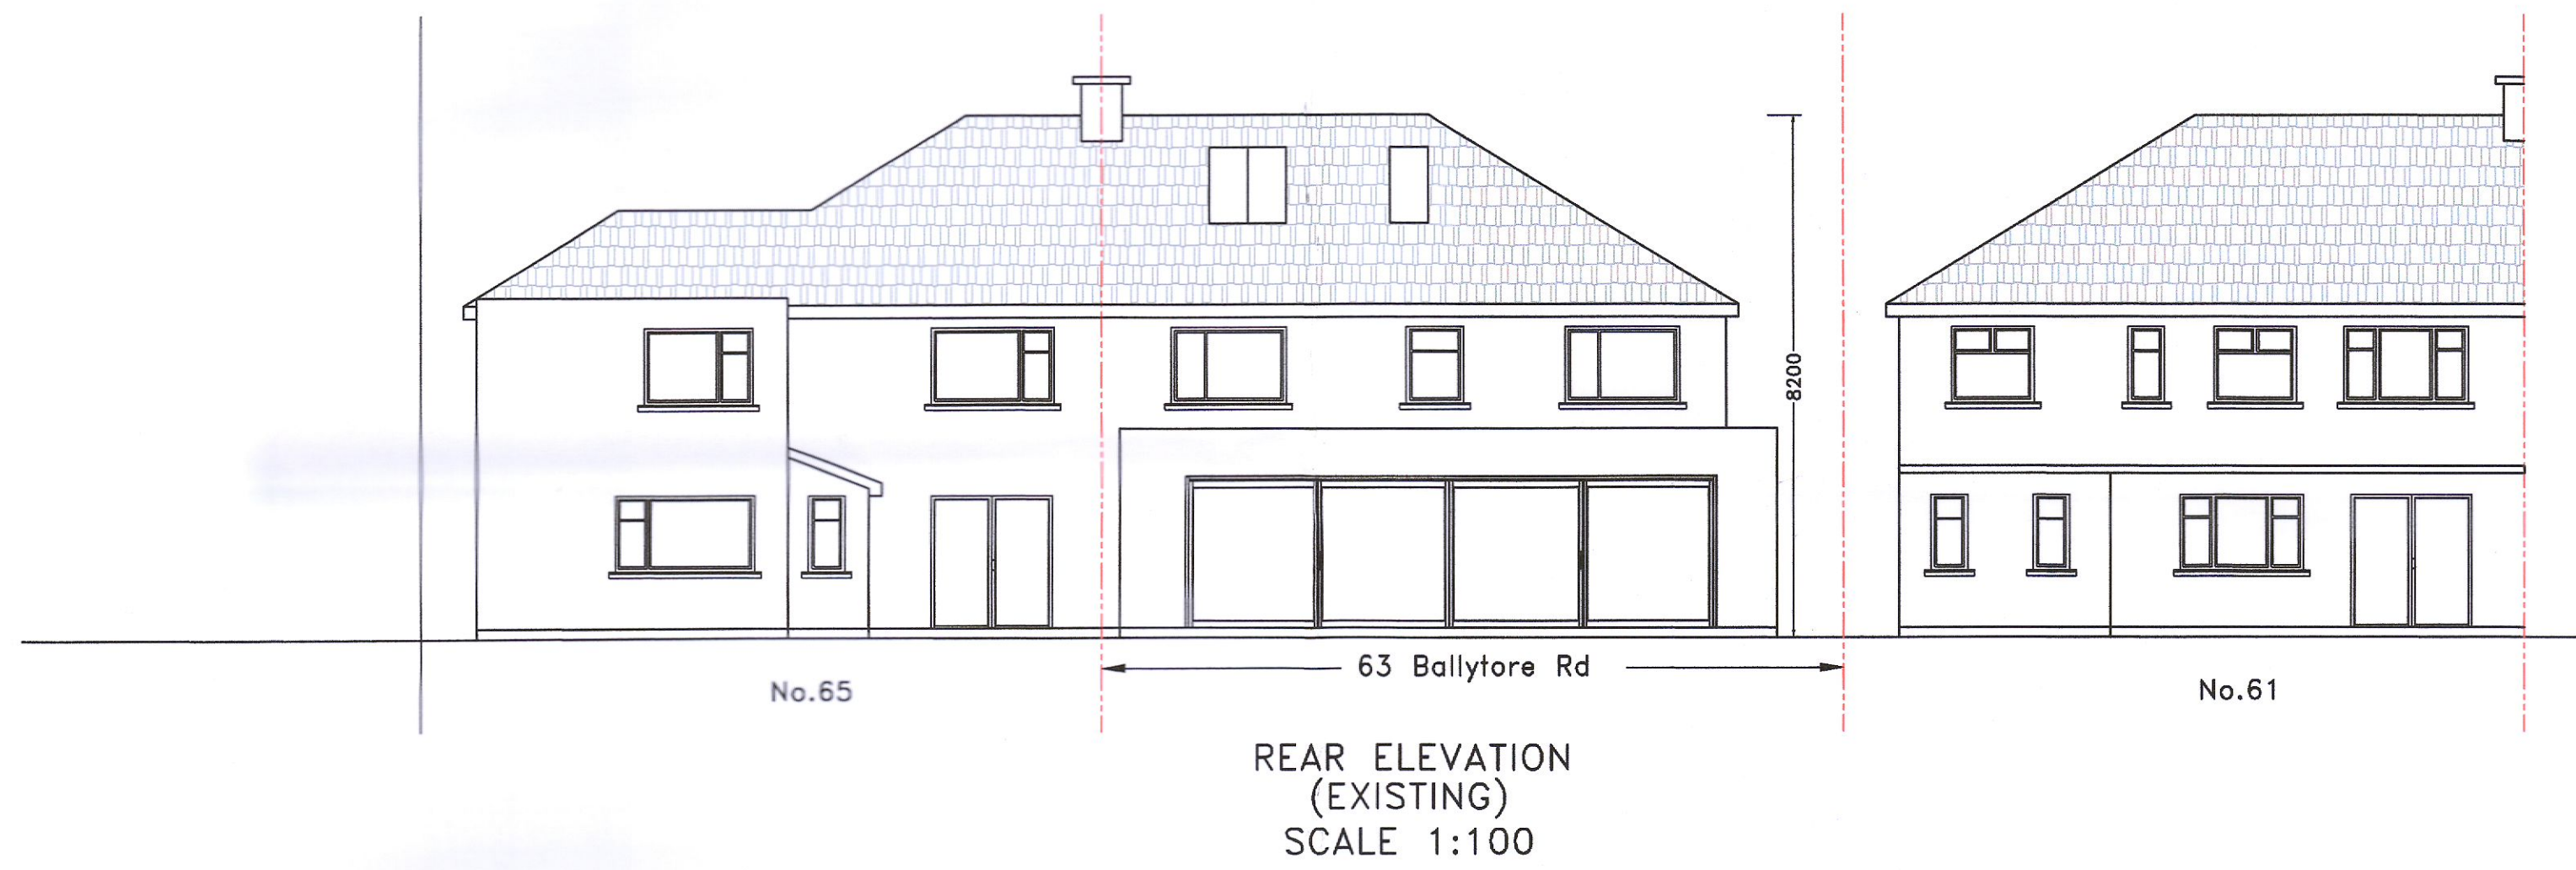 8200
63 Ballytore Rd
No.65
No.61
REAR ELEVATION
(EXISTING)
SCALE 1:100